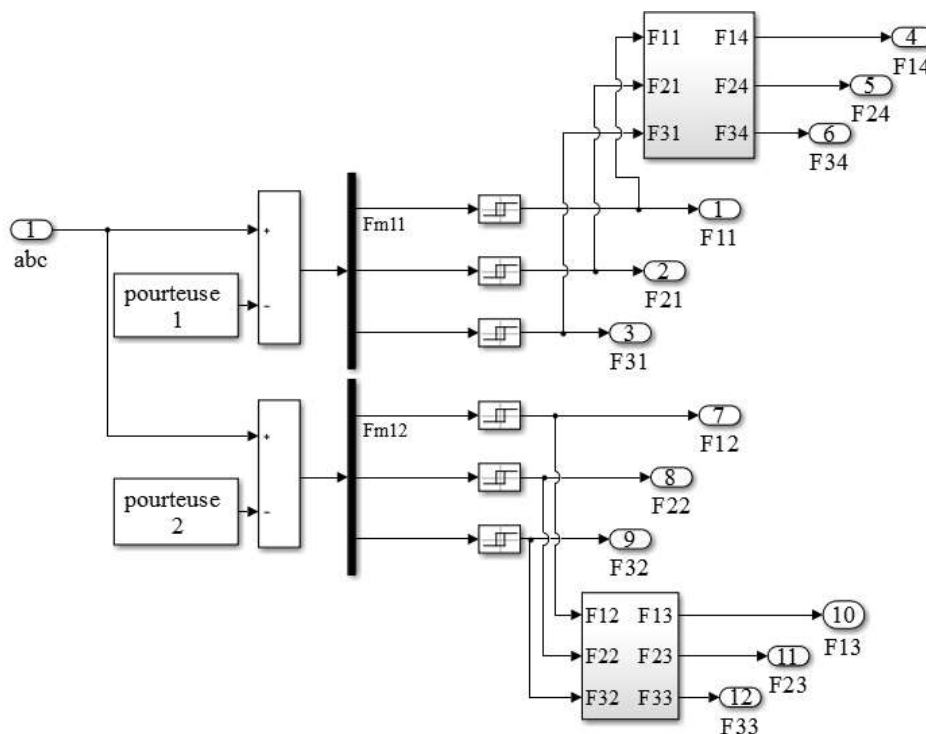 F11 F14
F21 F24
F31 F34
4
F14
5
F24
6
F34
1
abc
+
-
pourteuse
1
Fm11
1
F11
2
F21
3
F31
+
-
pourteuse
2
Fm12
7
F12
8
F22
9
F32
F12 F13
F22 F23
F32 F33
10
F13
11
F23
12
F33